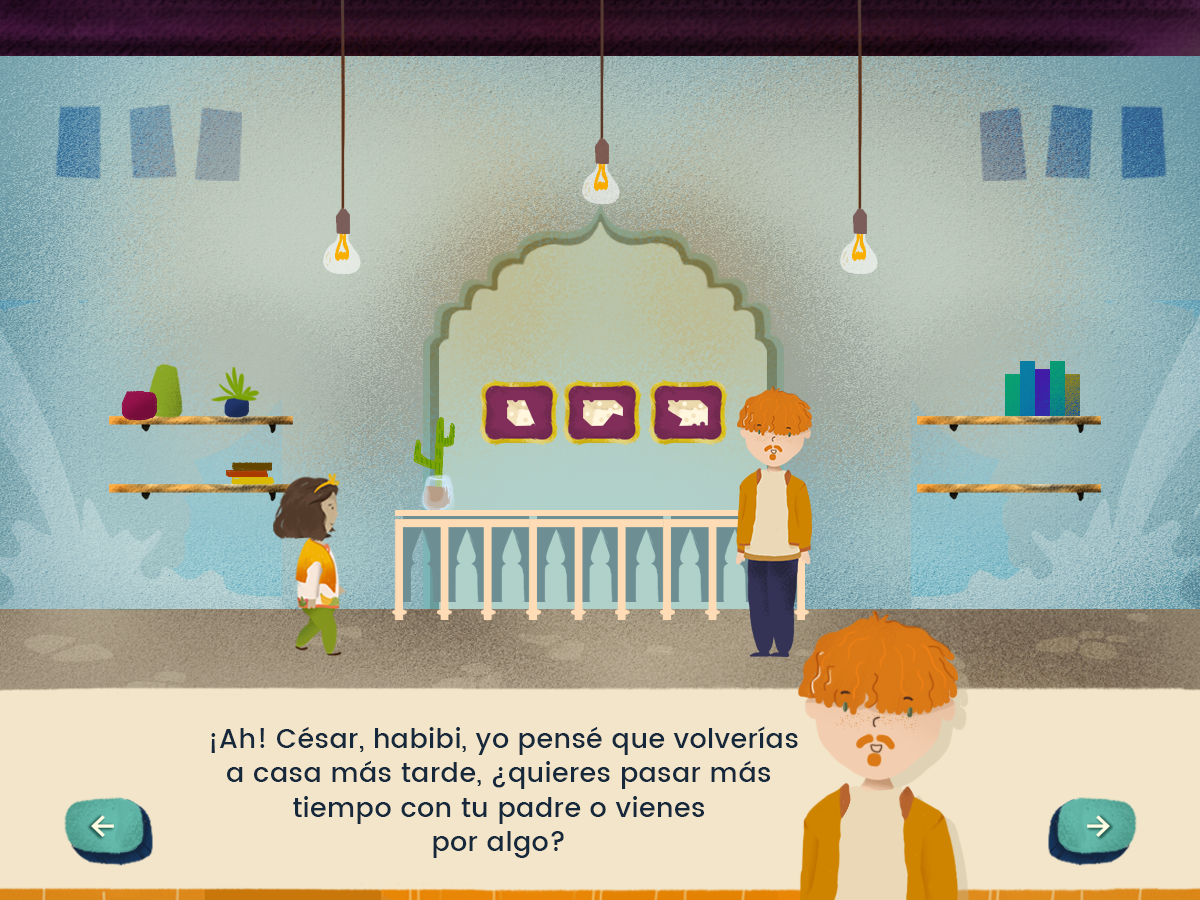 ¡Ah! César, habibi, yo pensé que volverías
a casa más tarde, ¿quieres pasar más
tiempo con tu padre o vienes
por algo?